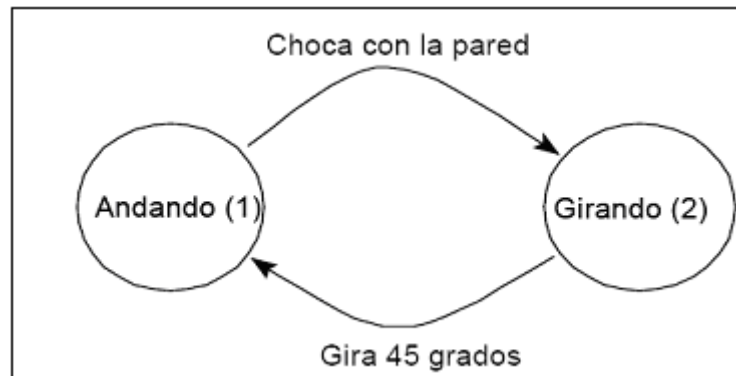 Choca con la pared
Andando (1)
Girando (2)
Gira 45 grados